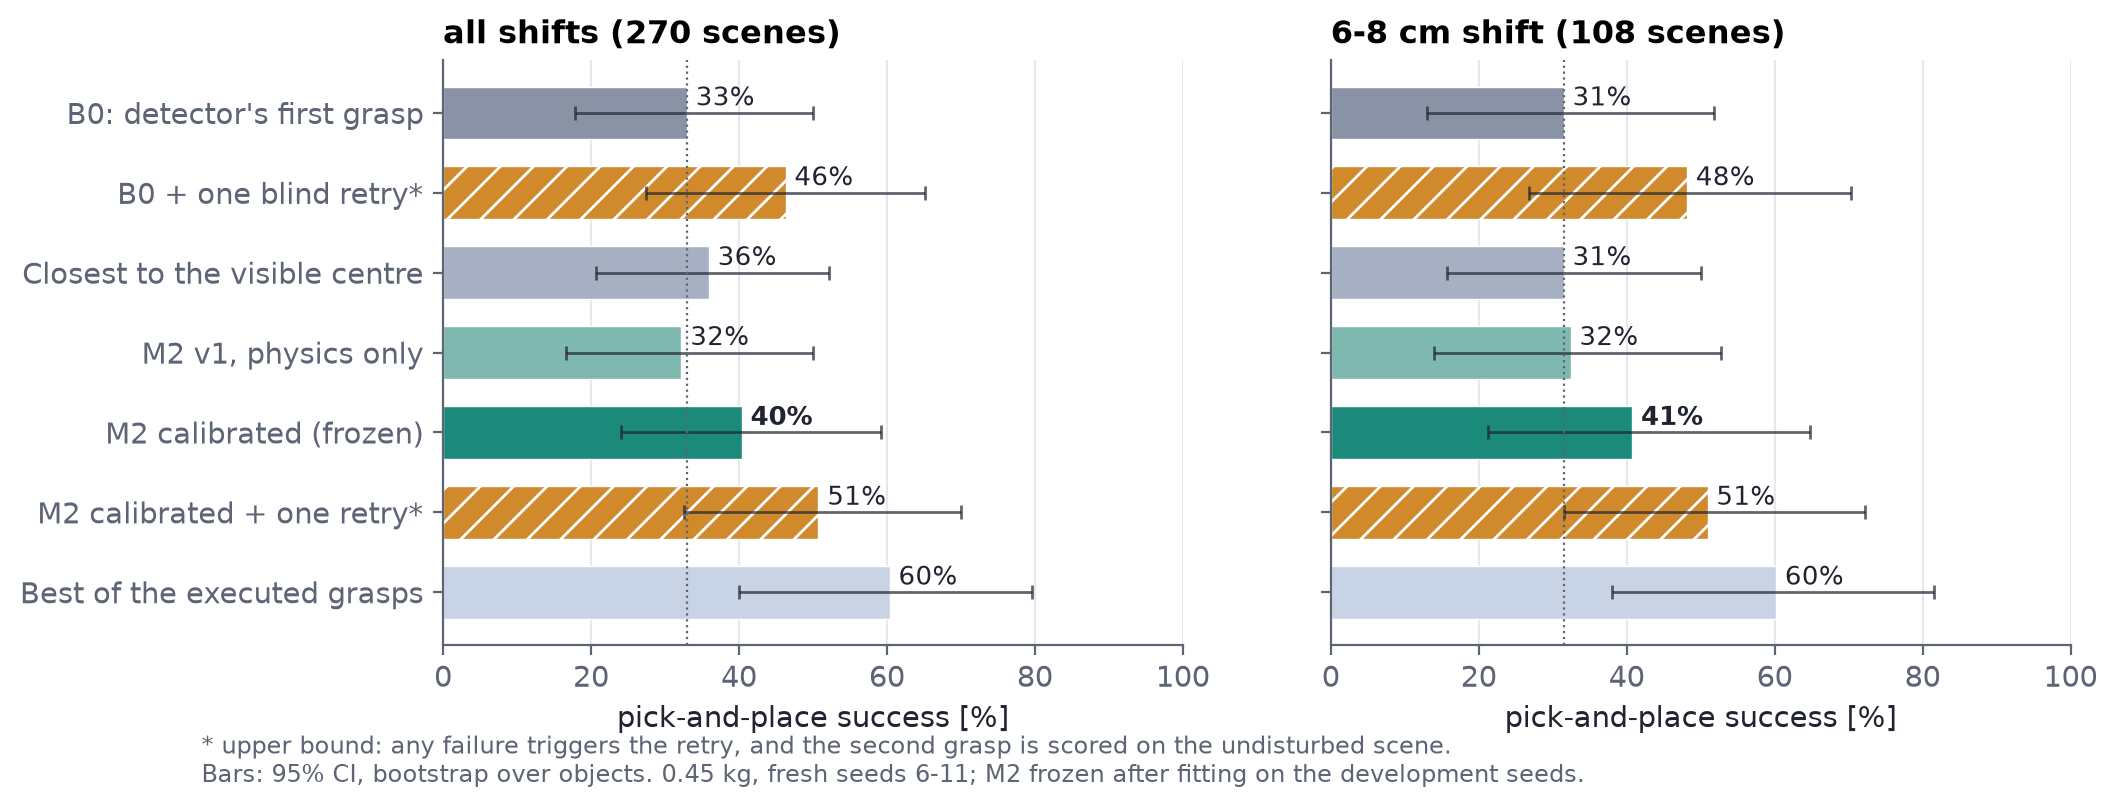 all shifts (270 scenes)
B0: detector's first grasp
33%
B0 + one blind retry*
46%
Closest to the visible centre
36%
M2 v1, physics only
32%
M2 calibrated (frozen)
40%
M2 calibrated + one retry*
51%
Best of the executed grasps
60%
0 20 40 60 80 100
pick-and-place success [%]
6-8 cm shift (108 scenes)
31%
48%
31%
32%
41%
51%
60%
0 20 40 60 80 100
pick-and-place success [%]
* upper bound: any failure triggers the retry, and the second grasp is scored on the undisturbed scene.
Bars: 95% CI, bootstrap over objects. 0.45 kg, fresh seeds 6-11; M2 frozen after fitting on the development seeds.